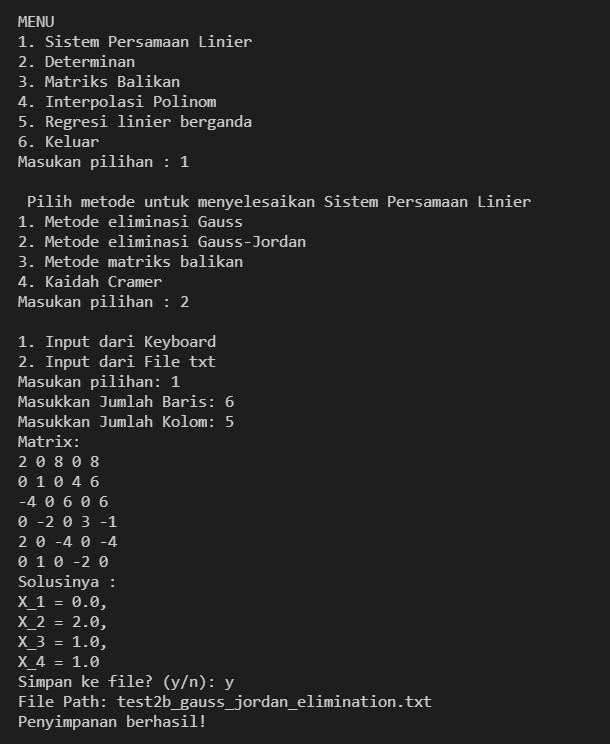 MENU
1. Sistem Persamaan Linier
2. Determinan
3. Matriks Balikan
4. Interpolasi Polinom
5. Regresi linier berganda
6. Keluar
Masukan pilihan : 1
Pilih metode untuk menyelesaikan Sistem Persamaan Linier
1. Metode eliminasi Gauss
2. Metode eliminasi Gauss-Jordan
3. Metode matriks balikan
4. Kaidah Cramer
Masukan pilihan : 2
1. Input dari Keyboard
2. Input dari File txt
Masukan pilihan: 1
Masukkan Jumlah Baris: 6
Masukkan Jumlah Kolom: 5
Matrix:
2 0 8 0 8
0 1 0 4 6
-4 0 6 0 6
0 -2 0 3 -1
2 0 -4 0 -4
0 1 0 -2 0
Solusinya :
X_1 = 0.0,
X_2 = 2.0,
X_3 = 1.0,
X_4 = 1.0
Simpan ke file? (y/n): y
File Path: test2b_gauss_jordan_elimination.txt
Penyimpanan berhasil!